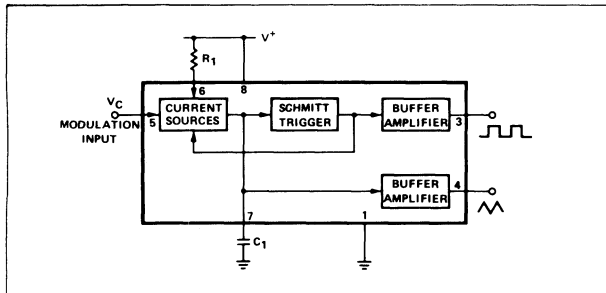 V+
R1
6
8
VC
MODULATION
INPUT
5
CURRENT
SOURCES
SCHMITT
TRIGGER
BUFFER
AMPLIFIER
3
BUFFER
AMPLIFIER
4
7
1
C1